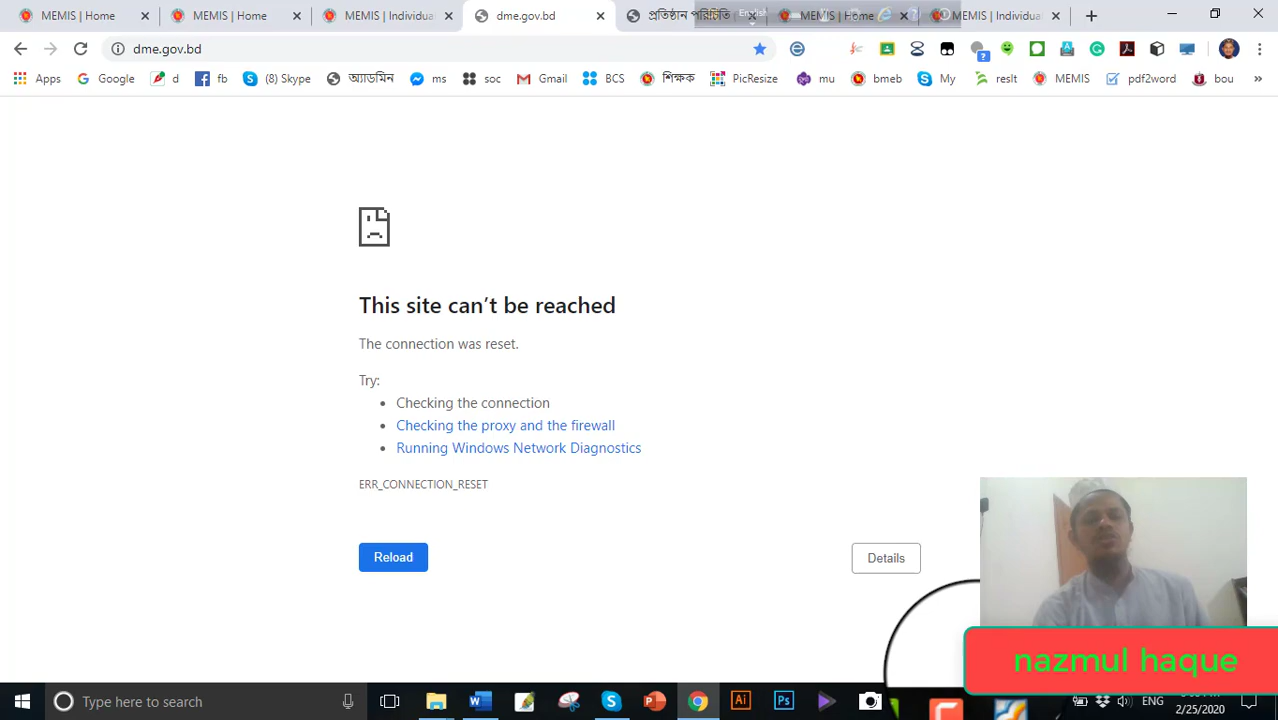 MEMIS | Home
MEMIS | Home
MEMIS | Individua
dme.gov.bd
প্রতিষ্ঠান পরিচিতি
English
MEMIS | Home
MEMIS | Individua
dme.gov.bd
Apps
Google
d
fb
(8) Skype
অ্যাডমিন
ms
soc
Gmail
BCS
শিক্ষক
PicResize
mu
bmeb
My
reslt
MEMIS
pdf2word
bou
This site can't be reached
The connection was reset.
Try:
Checking the connection
Checking the proxy and the firewall
Running Windows Network Diagnostics
ERR_CONNECTION_RESET
Reload
Details
nazmul haque
Type here to search
ENG
2/25/2020